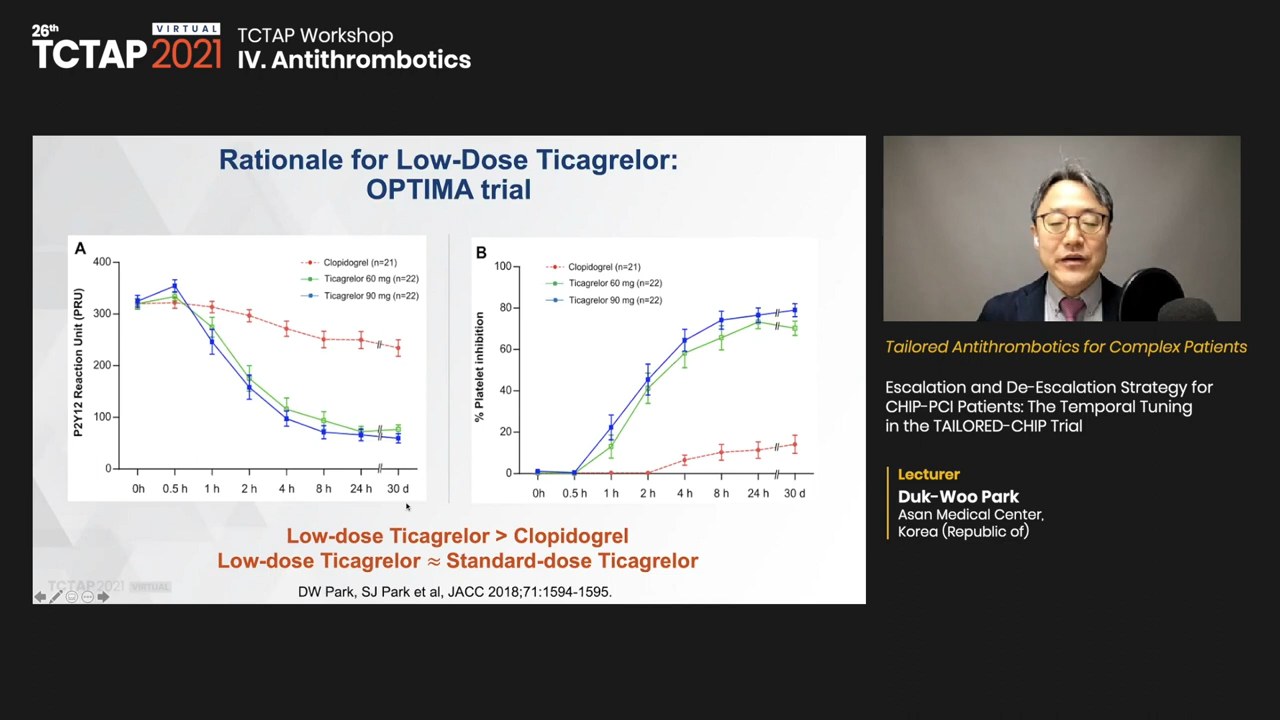 26th
VIRTUAL
TCTAP 2021
TCTAP Workshop
IV. Antithrombotics
Rationale for Low-Dose Ticagrelor:
OPTIMA trial
A
P2Y12 Reaction Unit (PRU)
400
300
200
100
0
Clopidogrel (n=21)
Ticagrelor 60 mg (n=22)
Ticagrelor 90 mg (n=22)
0h 0.5 h 1 h 2 h 4 h 8 h 24 h 30 d
B
% Platelet inhibition
100
80
60
40
20
0
Clopidogrel (n=21)
Ticagrelor 60 mg (n=22)
Ticagrelor 90 mg (n=22)
0h 0.5 h 1 h 2 h 4 h 8 h 24 h 30 d
Low-dose Ticagrelor > Clopidogrel
Low-dose Ticagrelor ≈ Standard-dose Ticagrelor
DW Park, SJ Park et al, JACC 2018;71:1594-1595.
TCTAP 2021 VIRTUAL
Tailored Antithrombotics for Complex Patients
Escalation and De-Escalation Strategy for
CHIP-PCI Patients: The Temporal Tuning
in the TAILORED-CHIP Trial
Lecturer
Duk-Woo Park
Asan Medical Center,
Korea (Republic of)